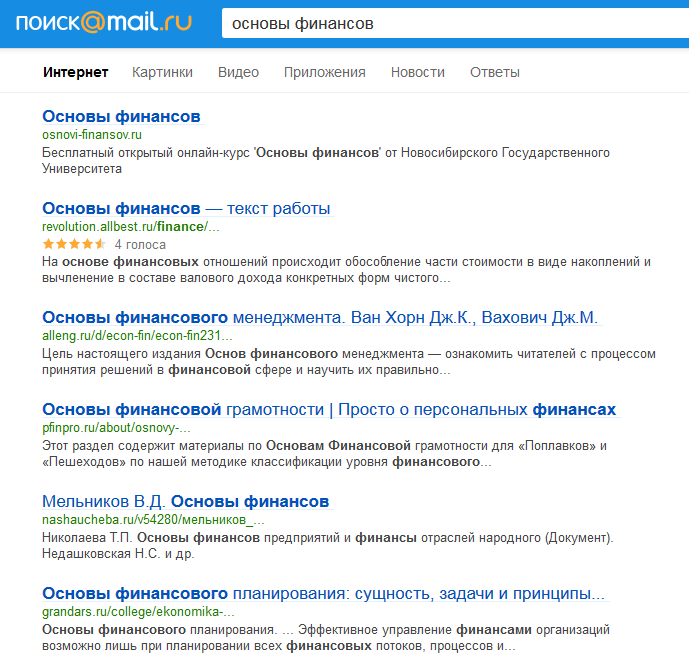 поиск@mail.ru
основы финансов
Интернет Картинки Видео Приложения Новости Ответы
Основы финансов
osnovi-finansov.ru
Бесплатный открытый онлайн-курс 'Основы финансов' от Новосибирского Государственного
Университета
Основы финансов — текст работы
revolution.allbest.ru/finance/...
4 голоса
На основе финансовых отношений происходит обособление части стоимости в виде накоплений и
вычленение в составе валового дохода конкретных форм чистого...
Основы финансового менеджмента. Ван Хорн Дж.К., Вахович Дж.М.
alleng.ru/d/econ-fin/econ-fin231...
Цель настоящего издания Основ финансового менеджмента — ознакомить читателей с процессом
принятия решений в финансовой сфере и научить их правильно...
Основы финансовой грамотности | Просто о персональных финансах
pfinpro.ru/about/osnovy-...
Этот раздел содержит материалы по Основам Финансовой грамотности для «Поплавков» и
«Пешеходов» по нашей методике классификации уровня финансового...
Мельников В.Д. Основы финансов
nashaucheba.ru/v54280/мельников_...
Николаева Т.П. Основы финансов предприятий и финансы отраслей народного (Документ).
Недашковская Н.С. и др.
Основы финансового планирования: сущность, задачи и принципы...
grandars.ru/college/ekonomika-...
Основы финансового планирования. ... Эффективное управление финансами организаций
возможно лишь при планировании всех финансовых потоков, процессов и...